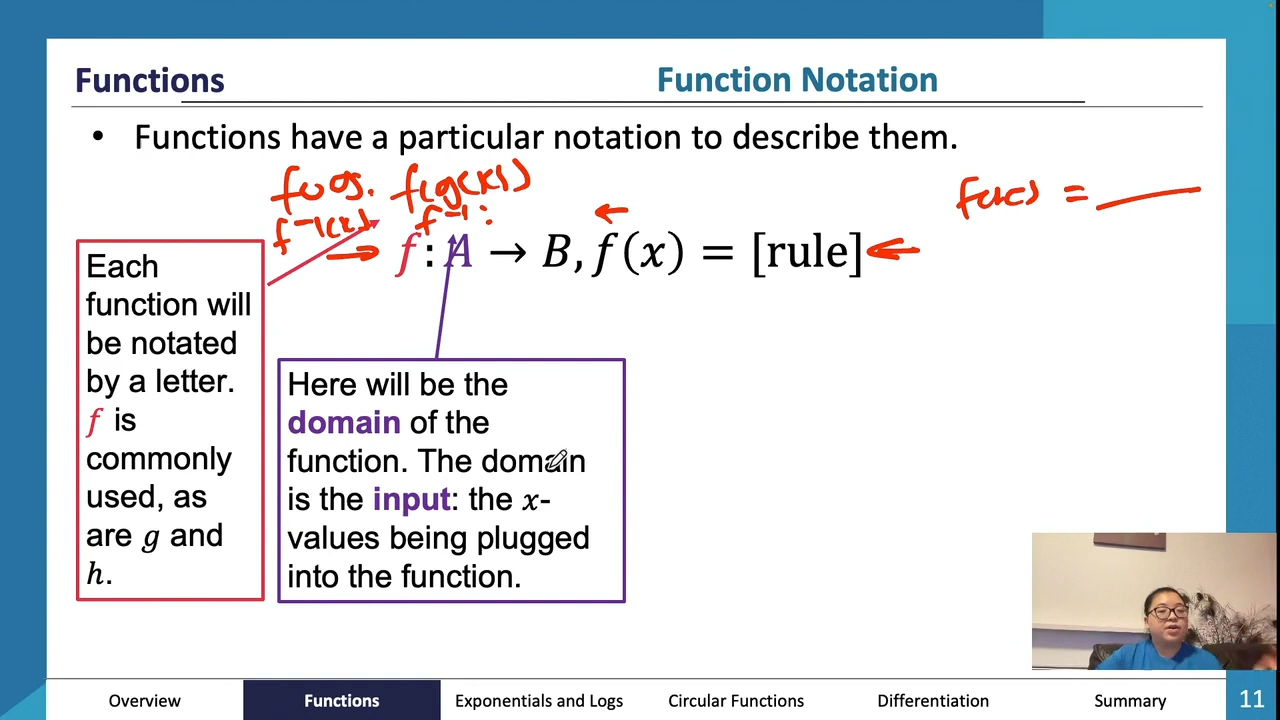 Functions
Function Notation
• Functions have a particular notation to describe them.
f∘g. f(g(x))
f(x) = ___
f⁻¹(x) f⁻¹:
f: A → B, f(x) = [rule]
Each
function will
be notated
by a letter.
f is
commonly
used, as
are g and
h.
Here will be the
domain of the
function. The domain
is the input: the x-
values being plugged
into the function.
Overview
Functions
Exponentials and Logs
Circular Functions
Differentiation
Summary
11